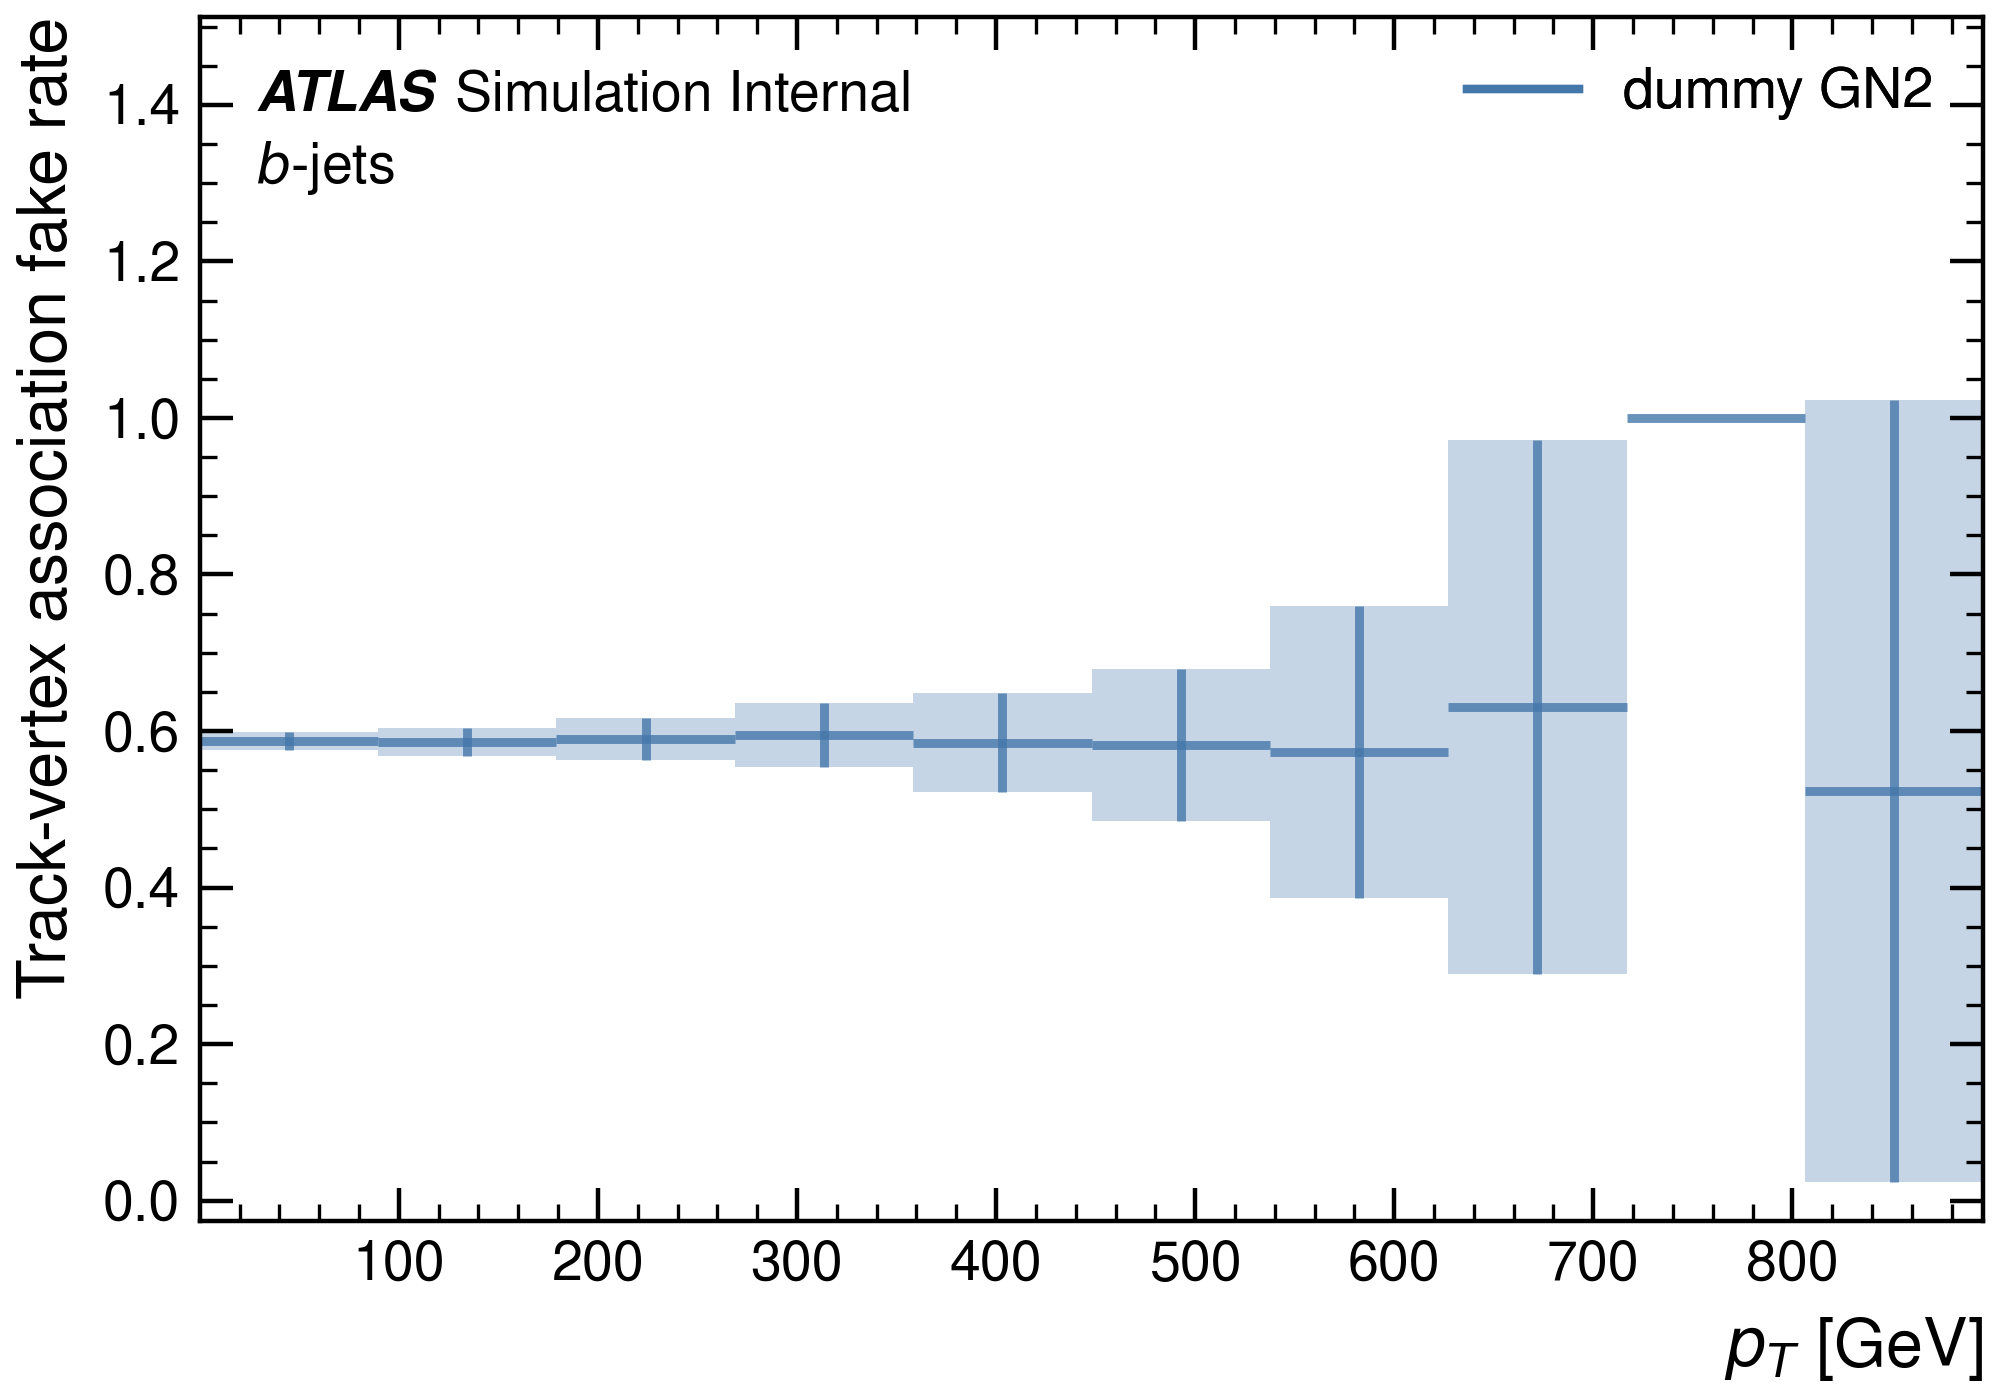 ATLAS Simulation Internal
b-jets
dummy GN2
Track-vertex association fake rate
1.4
1.2
1.0
0.8
0.6
0.4
0.2
0.0
100 200 300 400 500 600 700 800
pT [GeV]